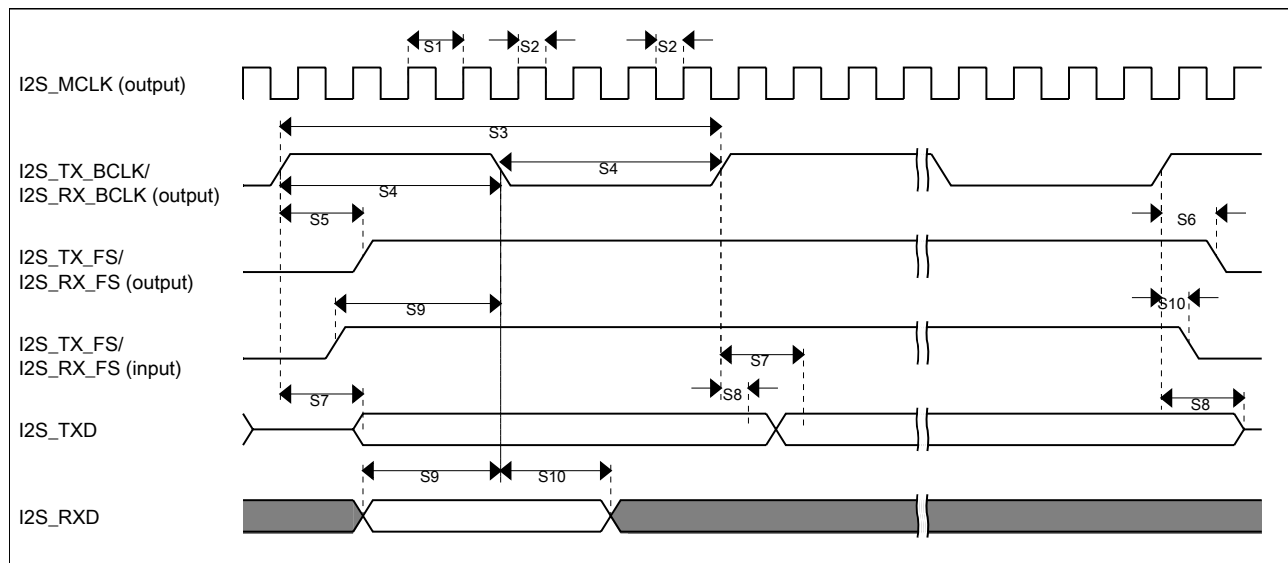 S1
S2
S2
I2S_MCLK (output)
S3
I2S_TX_BCLK/
I2S_RX_BCLK (output)
S4
S4
S5
S6
I2S_TX_FS/
I2S_RX_FS (output)
S9
S10
I2S_TX_FS/
I2S_RX_FS (input)
S7
S7
S8
S8
I2S_TXD
S9
S10
I2S_RXD